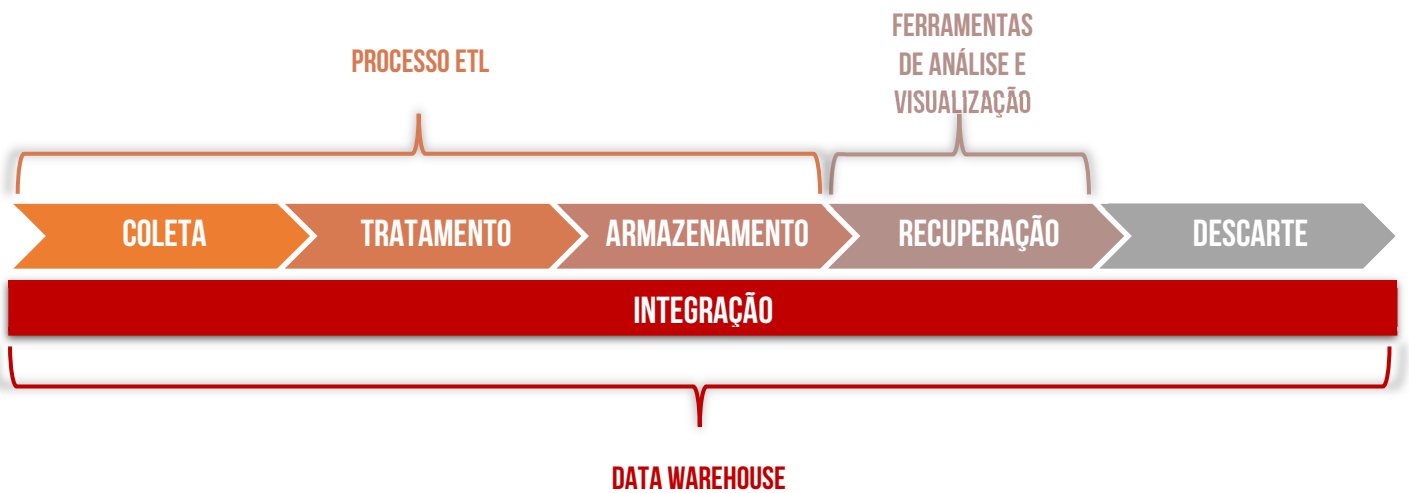 FERRAMENTAS
DE ANÁLISE E
VISUALIZAÇÃO
PROCESSO ETL
COLETA
TRATAMENTO
ARMAZENAMENTO
RECUPERAÇÃO
DESCARTE
INTEGRAÇÃO
DATA WAREHOUSE